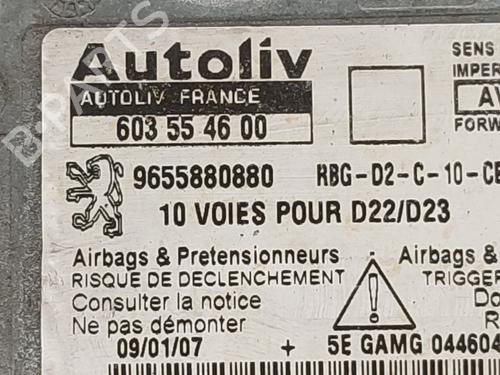 Autoliv
SENS
IMPER
AUTOLIV FRANCE
AV
603 55 46 00
FORW
9655880880
RBG-D2-C-10-CE
10 VOIES POUR D22/D23
Airbags & Pretensionneurs
Airbags &
RISQUE DE DECLENCHEMENT
TRIGGER
Consulter la notice
Do
Ne pas démonter
R
09/01/07 + 5E GAMG 044604
B-PARTS